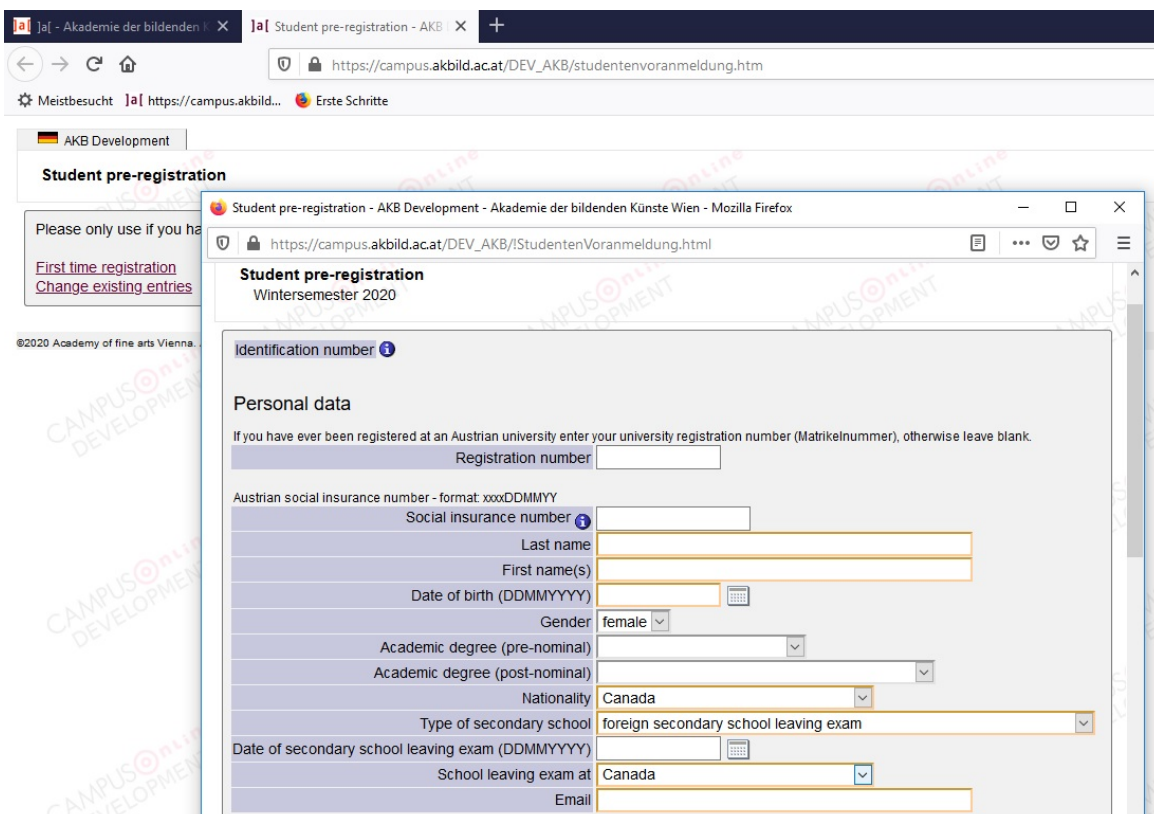 ]a[ ]a[ - Akademie der bildenden K
]a[ Student pre-registration - AKB
https://campus.akbild.ac.at/DEV_AKB/studentenvoranmeldung.htm
Meistbesucht ]a[ https://campus.akbild... Erste Schritte
AKB Development
Student pre-registration
Please only use if you ha
First time registration
Change existing entries
©2020 Academy of fine arts Vienna.
Student pre-registration - AKB Development - Akademie der bildenden Künste Wien - Mozilla Firefox
https://campus.akbild.ac.at/DEV_AKB/!StudentenVoranmeldung.html
Student pre-registration
Wintersemester 2020
Identification number
Personal data
If you have ever been registered at an Austrian university enter your university registration number (Matrikelnummer), otherwise leave blank.
Registration number
Austrian social insurance number - format: xxxxDDMMYY
Social insurance number
Last name
First name(s)
Date of birth (DDMMYYYY)
Gender female
Academic degree (pre-nominal)
Academic degree (post-nominal)
Nationality Canada
Type of secondary school foreign secondary school leaving exam
Date of secondary school leaving exam (DDMMYYYY)
School leaving exam at Canada
Email
CAMPUSOnline
DEVELOPMENT
CAMPUSOnline
DEVELOPMENT